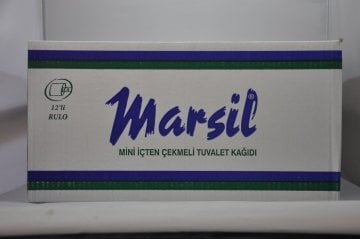 12'li
RULO
Marsil®
MİNİ İÇTEN ÇEKMELİ TUVALET KAĞIDI